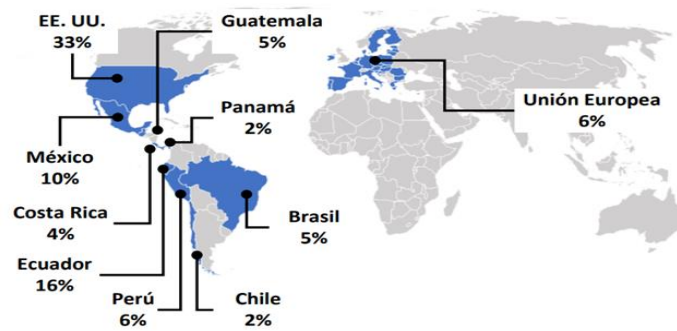 EE. UU.
33%
Guatemala
5%
Panamá
2%
Unión Europea
6%
México
10%
Costa Rica
4%
Brasil
5%
Ecuador
16%
Perú
6%
Chile
2%